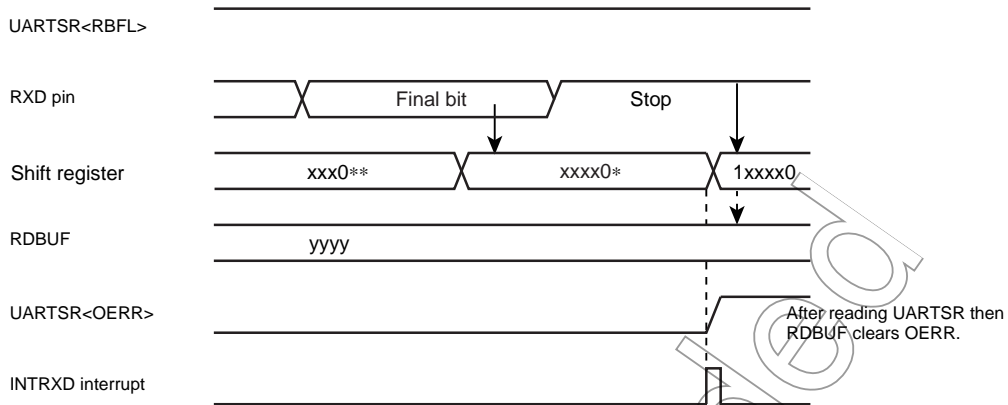 UARTSR<RBFL>
RXD pin
Final bit
Stop
Shift register
xxx0**
xxxx0*
1xxxx0
RDBUF
yyyy
UARTSR<OERR>
After reading UARTSR then
RDBUF clears OERR.
INTRXD interrupt